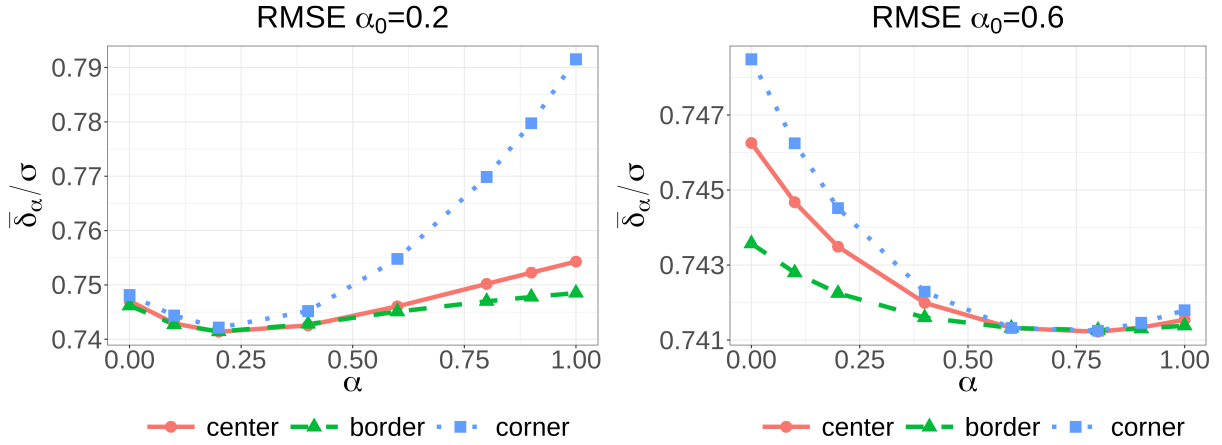 RMSE α₀=0.2
0.79
0.78
0.77
0.76
0.75
0.74
δ̅α/σ
0.00 0.25 0.50 0.75 1.00
α
center border corner
RMSE α₀=0.6
0.747
0.745
0.743
0.741
δ̅α/σ
0.00 0.25 0.50 0.75 1.00
α
center border corner